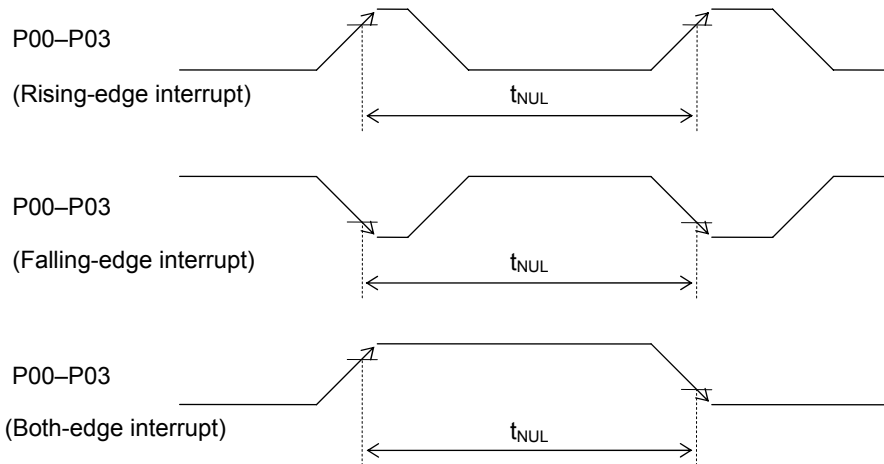 P00–P03
(Rising-edge interrupt)
tNUL
P00–P03
(Falling-edge interrupt)
tNUL
P00–P03
(Both-edge interrupt)
tNUL